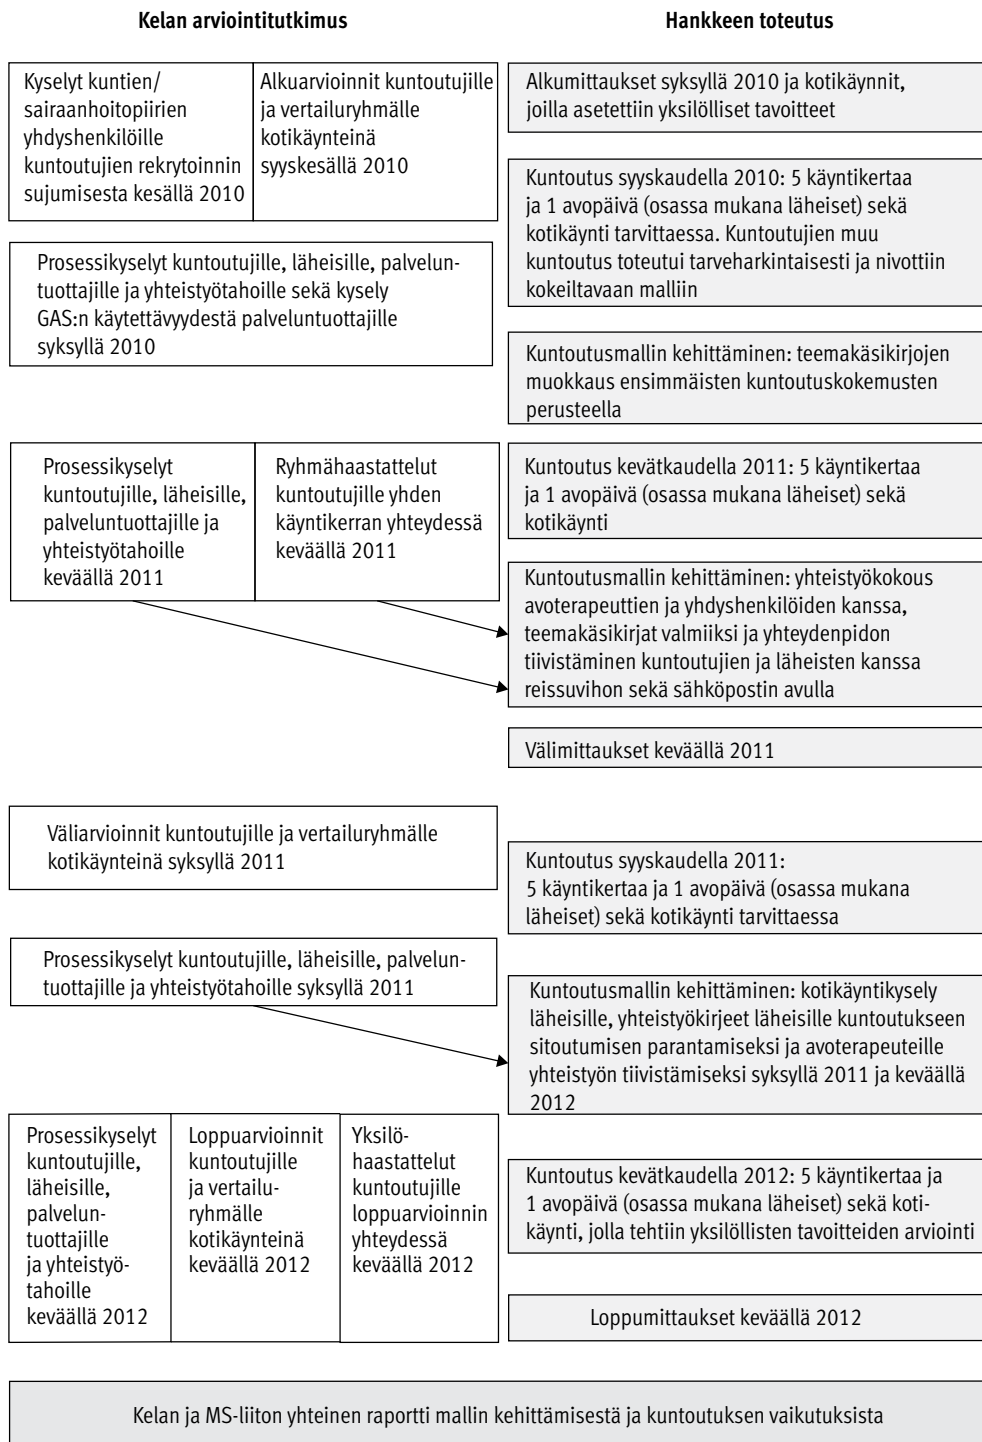 Kelan arviointitutkimus
Hankkeen toteutus
Kyselyt kuntien/
sairaanhoitopiirien
yhdyshenkilöille
kuntoutujien rekrytoinnin
sujumisesta kesällä 2010
Alkuarvioinnit kuntoutujille
ja vertailuryhmälle
kotikäynteinä
syyskesällä 2010
Alkumittaukset syksyllä 2010 ja kotikäynnit,
joilla asetettiin yksilölliset tavoitteet
Kuntoutus syyskaudella 2010: 5 käyntikertaa
ja 1 avopäivä (osassa mukana läheiset) sekä
kotikäynti tarvittaessa. Kuntoutujien muu
kuntoutus toteutui tarveharkintaisesti ja nivottiin
kokeiltavaan malliin
Prosessikyselyt kuntoutujille, läheisille, palvelun-
tuottajille ja yhteistyötahoille sekä kysely
GAS:n käytettävyydestä palveluntuottajille
syksyllä 2010
Kuntoutusmallin kehittäminen: teemakäsikirjojen
muokkaus ensimmäisten kuntoutuskokemusten
perusteella
Prosessikyselyt
kuntoutujille, läheisille,
palveluntuottajille ja
yhteistyötahoille
keväällä 2011
Ryhmähaastattelut
kuntoutujille yhden
käyntikerran yhteydessä
keväällä 2011
Kuntoutus kevätkaudella 2011: 5 käyntikertaa
ja 1 avopäivä (osassa mukana läheiset) sekä
kotikäynti
Kuntoutusmallin kehittäminen: yhteistyökokous
avoterapeuttien ja yhdyshenkilöiden kanssa,
teemakäsikirjat valmiiksi ja yhteydenpidon
tiivistäminen kuntoutujien ja läheisten kanssa
reissuvihon sekä sähköpostin avulla
Välimittaukset keväällä 2011
Väliarvioinnit kuntoutujille ja vertailuryhmälle
kotikäynteinä syksyllä 2011
Kuntoutus syyskaudella 2011:
5 käyntikertaa ja 1 avopäivä (osassa mukana
läheiset) sekä kotikäynti tarvittaessa
Prosessikyselyt kuntoutujille, läheisille, palvelun-
tuottajille ja yhteistyötahoille syksyllä 2011
Kuntoutusmallin kehittäminen: kotikäyntikysely
läheisille, yhteistyökirjeet läheisille kuntoutukseen
sitoutumisen parantamiseksi ja avoterapeuteille
yhteistyön tiivistämiseksi syksyllä 2011 ja keväällä
2012
Prosessikyselyt
kuntoutujille,
läheisille,
palvelun-
tuottajille
ja yhteistyö-
tahoille
keväällä 2012
Loppuarvioinnit
kuntoutujille
ja vertailu-
ryhmälle
kotikäynteinä
keväällä 2012
Yksilö-
haastattelut
kuntoutujille
loppuarvioinnin
yhteydessä
keväällä 2012
Kuntoutus kevätkaudella 2012: 5 käyntikertaa ja
1 avopäivä (osassa mukana läheiset) sekä koti-
käynti, jolla tehtiin yksilöllisten tavoitteiden arviointi
Loppumittaukset keväällä 2012
Kelan ja MS-liiton yhteinen raportti mallin kehittämisestä ja kuntoutuksen vaikutuksista